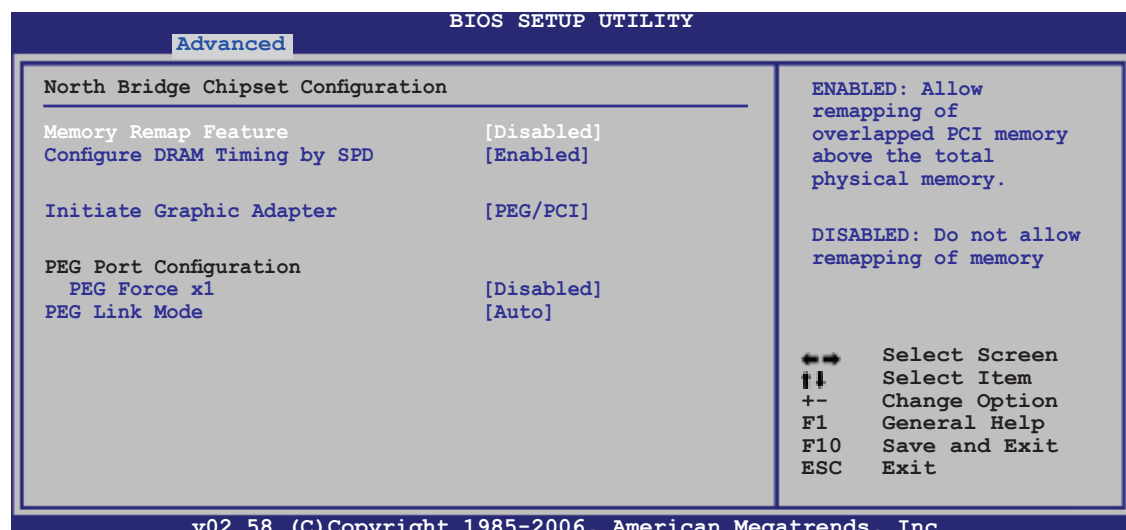 BIOS SETUP UTILITY
Advanced
North Bridge Chipset Configuration
Memory Remap Feature [Disabled]
Configure DRAM Timing by SPD [Enabled]
Initiate Graphic Adapter [PEG/PCI]
PEG Port Configuration
PEG Force x1 [Disabled]
PEG Link Mode [Auto]
ENABLED: Allow
remapping of
overlapped PCI memory
above the total
physical memory.
DISABLED: Do not allow
remapping of memory
←→ Select Screen
↑↓ Select Item
+- Change Option
F1 General Help
F10 Save and Exit
ESC Exit
v02.58 (C)Copyright 1985-2006, American Megatrends, Inc.